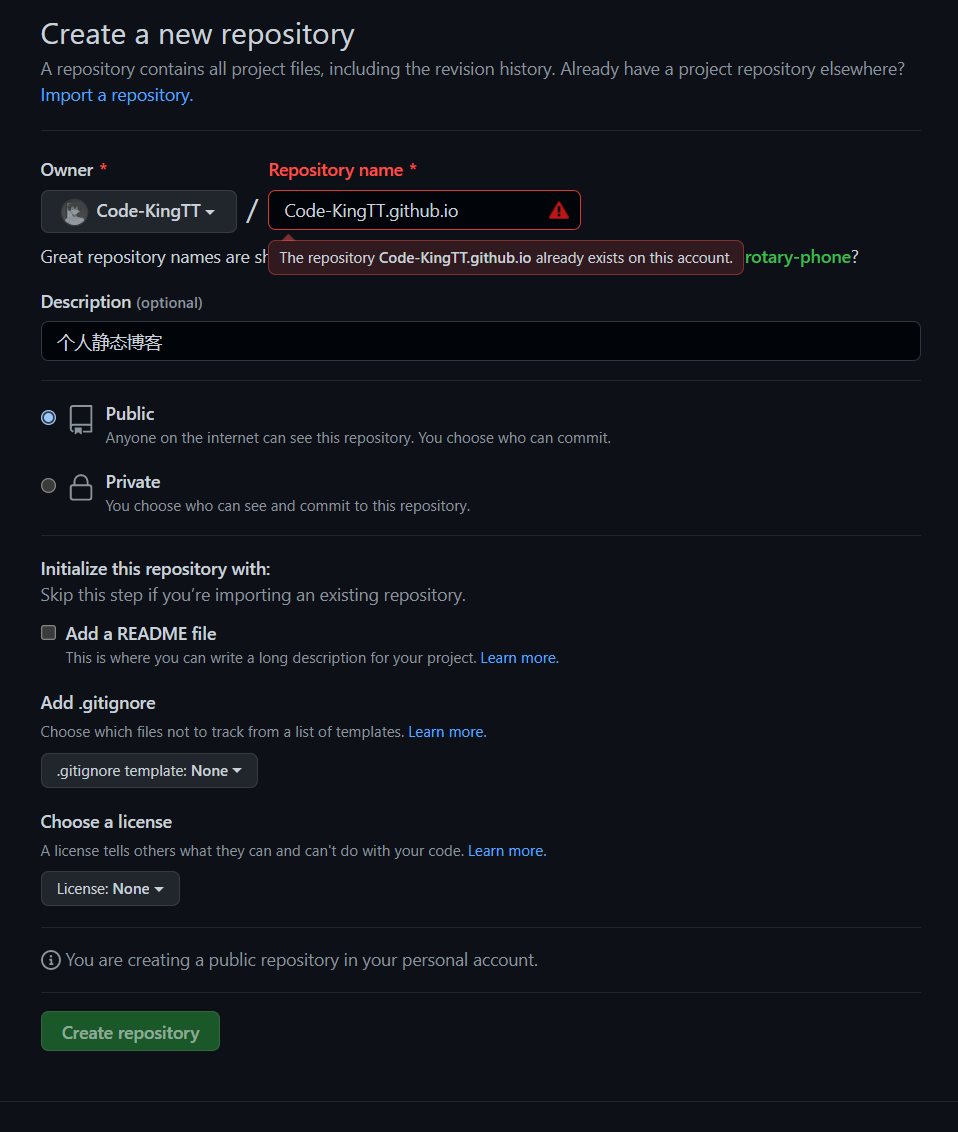 Create a new repository
A repository contains all project files, including the revision history. Already have a project repository elsewhere?
Import a repository.
Owner * Repository name *
Code-KingTT / Code-KingTT.github.io
Great repository names are sh The repository Code-KingTT.github.io already exists on this account. rotary-phone?
Description (optional)
个人静态博客
Public
Anyone on the internet can see this repository. You choose who can commit.
Private
You choose who can see and commit to this repository.
Initialize this repository with:
Skip this step if you’re importing an existing repository.
Add a README file
This is where you can write a long description for your project. Learn more.
Add .gitignore
Choose which files not to track from a list of templates. Learn more.
.gitignore template: None
Choose a license
A license tells others what they can and can't do with your code. Learn more.
License: None
You are creating a public repository in your personal account.
Create repository